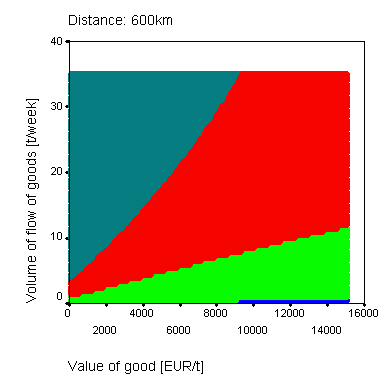 Distance: 600km
40
30
20
10
0
Volume of flow of goods [t/week]
0 4000 6000 8000 12000 16000
2000 6000 10000 14000
Value of good [EUR/t]